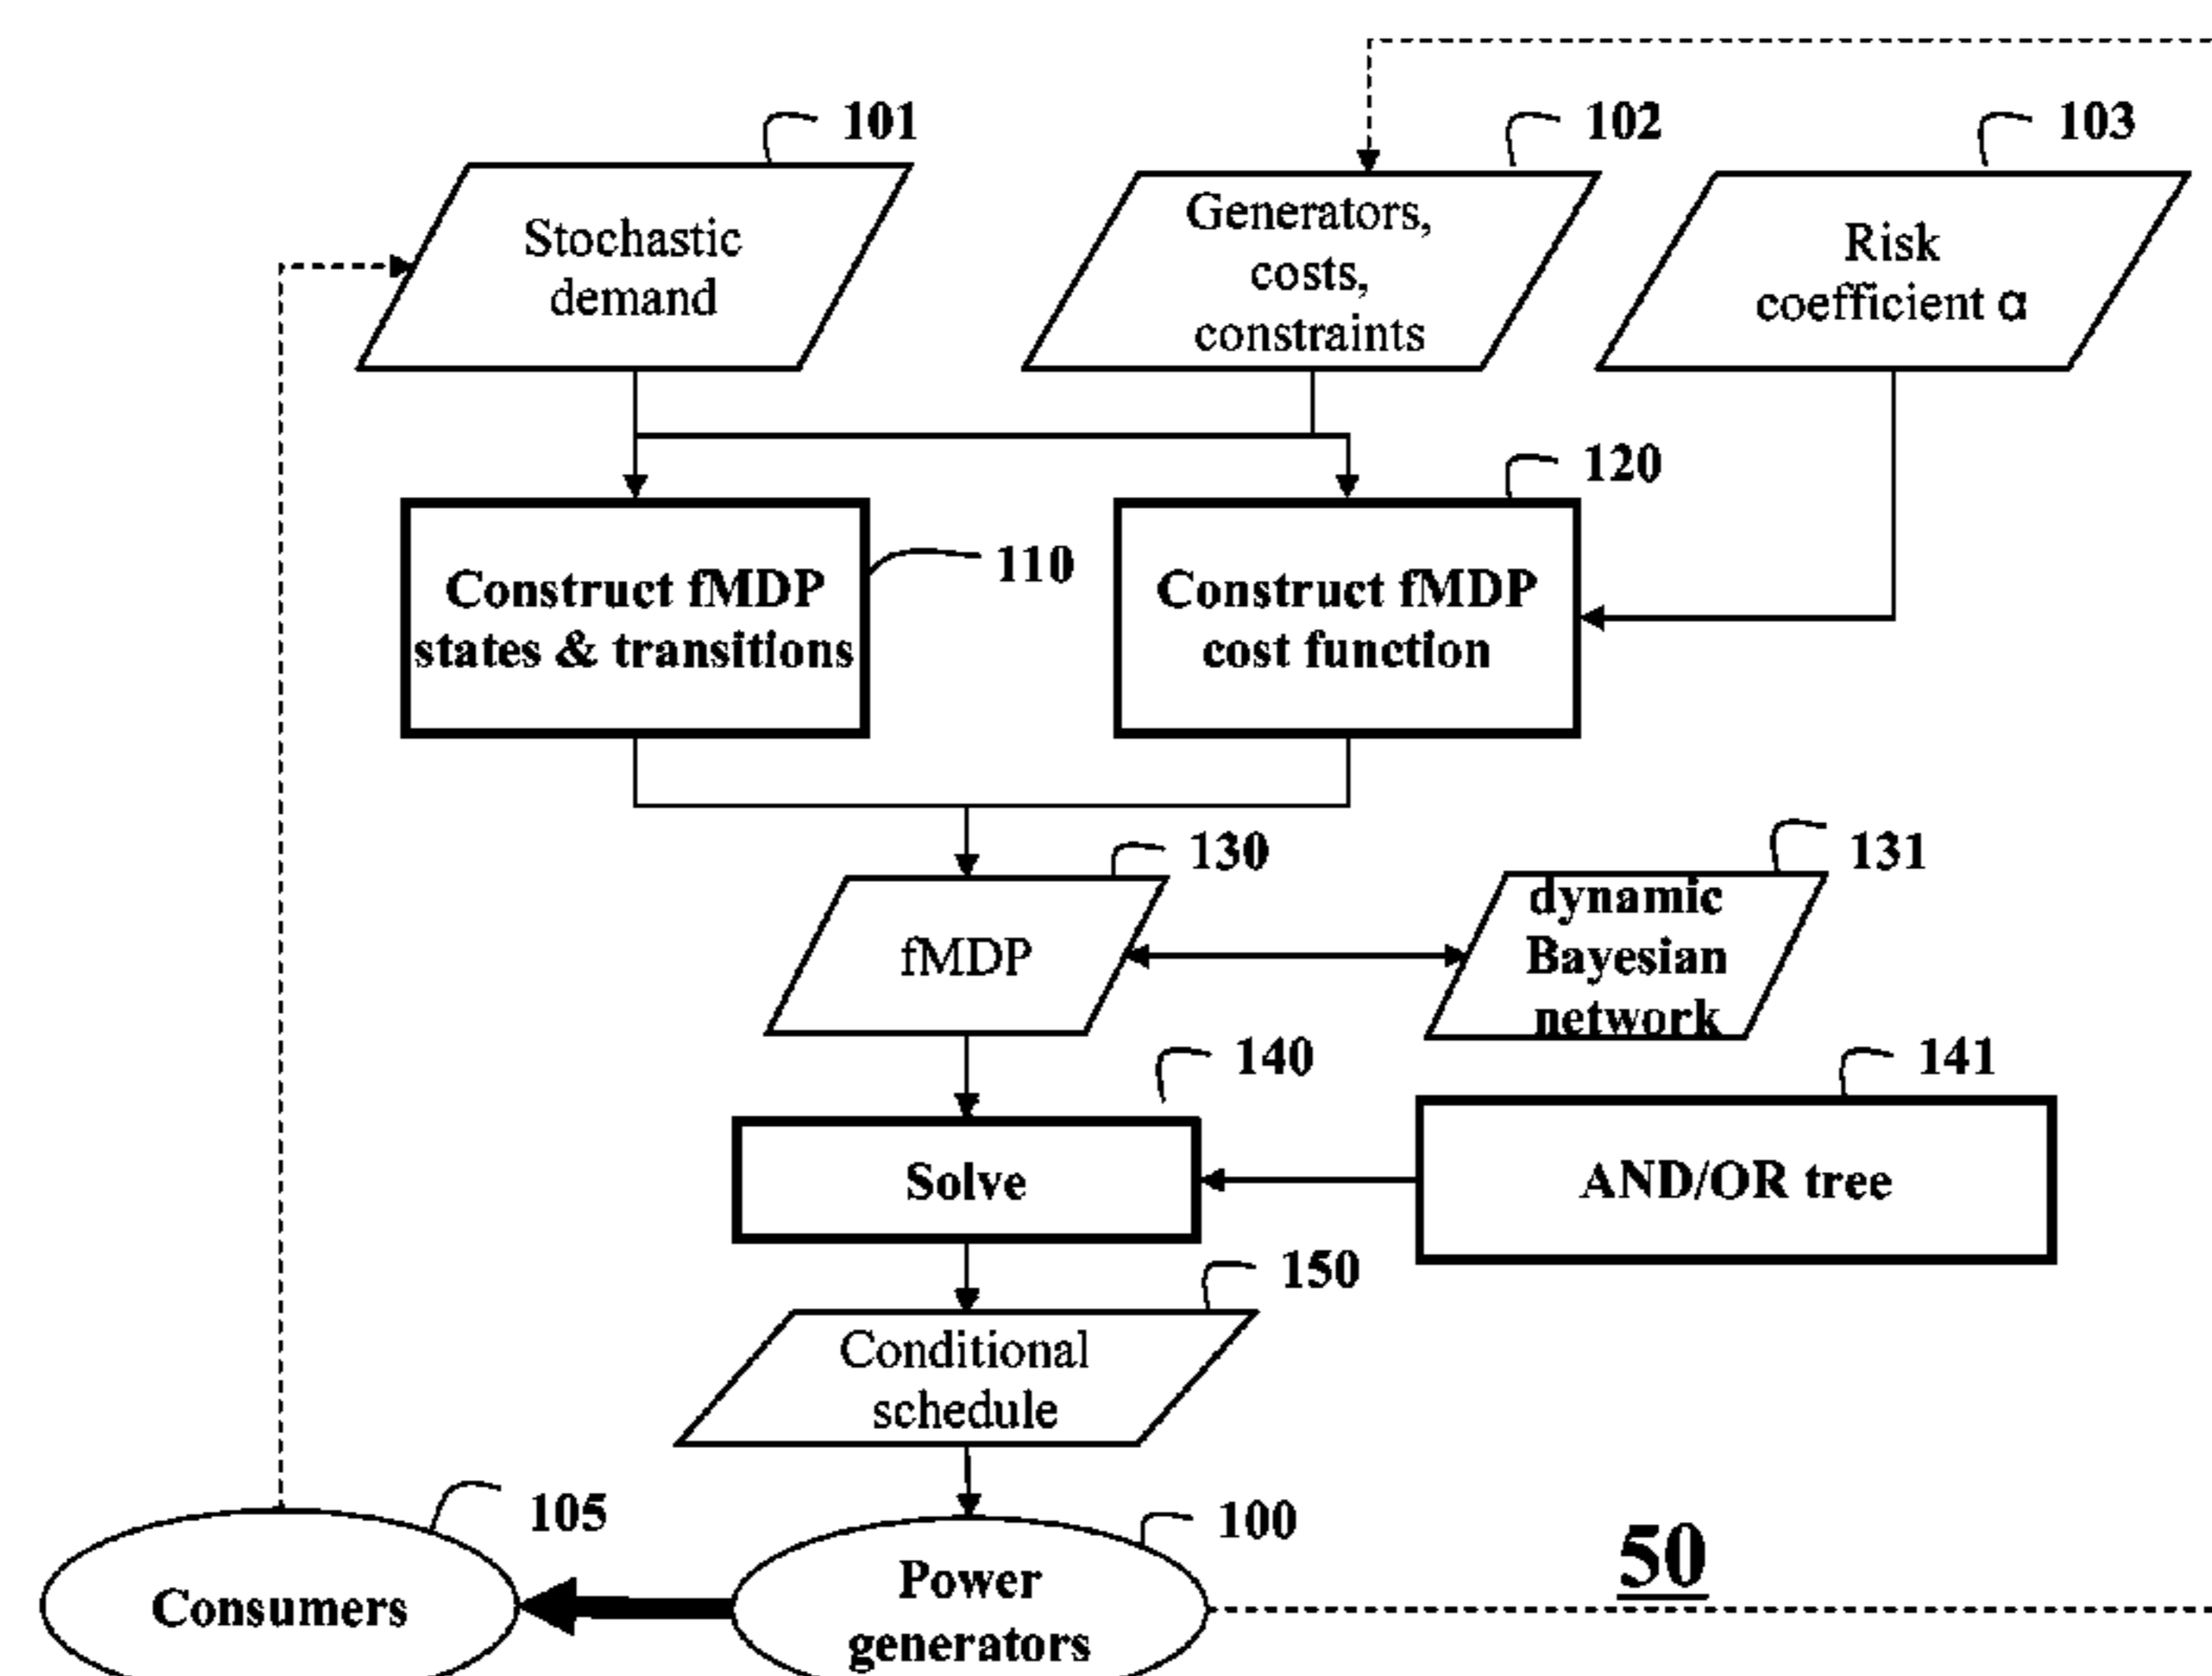 101
102
103
Stochastic
demand
Generators,
costs,
constraints
Risk
coefficient α
120
110
Construct fMDP
states & transitions
Construct fMDP
cost function
130
131
fMDP
dynamic
Bayesian
network
140
141
Solve
AND/OR tree
150
Conditional
schedule
105
100
50
Consumers
Power
generators